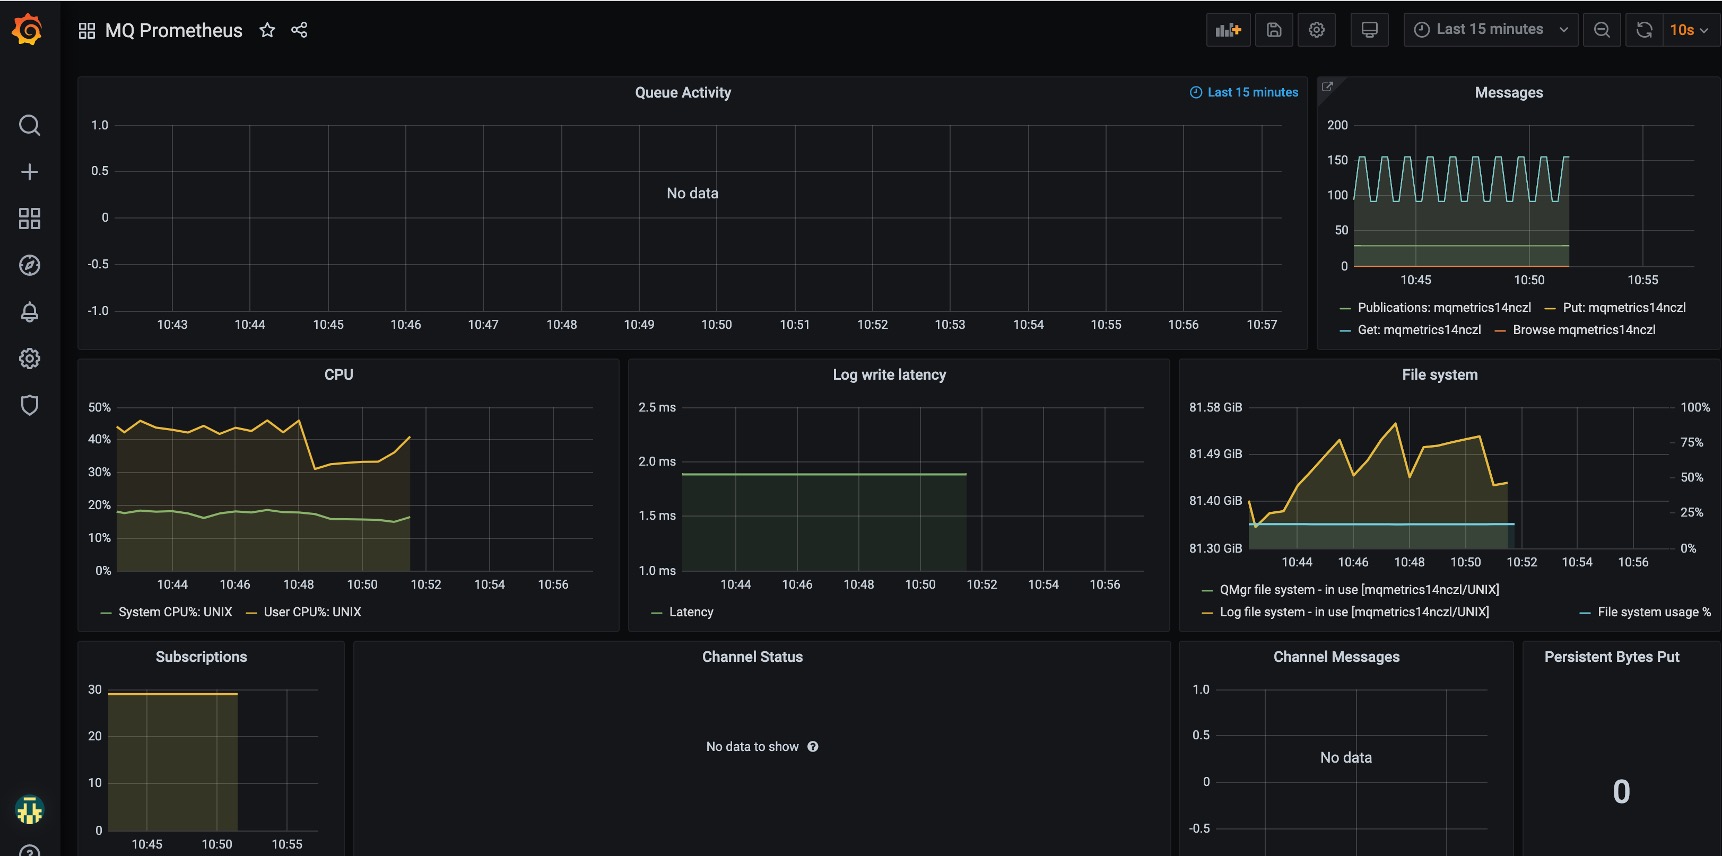 MQ Prometheus
Last 15 minutes
10s
Queue Activity
Last 15 minutes
1.0
0.5
0
-0.5
-1.0
No data
10:43 10:44 10:45 10:46 10:47 10:48 10:49 10:50 10:51 10:52 10:53 10:54 10:55 10:56 10:57
Messages
200
150
100
50
0
10:45 10:50 10:55
Publications: mqmetrics14nczl Put: mqmetrics14nczl
Get: mqmetrics14nczl Browse mqmetrics14nczl
CPU
50%
40%
30%
20%
10%
0%
10:44 10:46 10:48 10:50 10:52 10:54 10:56
System CPU%: UNIX User CPU%: UNIX
Log write latency
2.5 ms
2.0 ms
1.5 ms
1.0 ms
10:44 10:46 10:48 10:50 10:52 10:54 10:56
Latency
File system
81.58 GiB 100%
75%
81.49 GiB
50%
81.40 GiB
25%
81.30 GiB 0%
10:44 10:46 10:48 10:50 10:52 10:54 10:56
QMgr file system - in use [mqmetrics14nczl/UNIX]
Log file system - in use [mqmetrics14nczl/UNIX] File system usage %
Subscriptions
30
20
10
0
10:45 10:50 10:55
Channel Status
No data to show ?
Channel Messages
1.0
0.5
0
-0.5
No data
Persistent Bytes Put
0